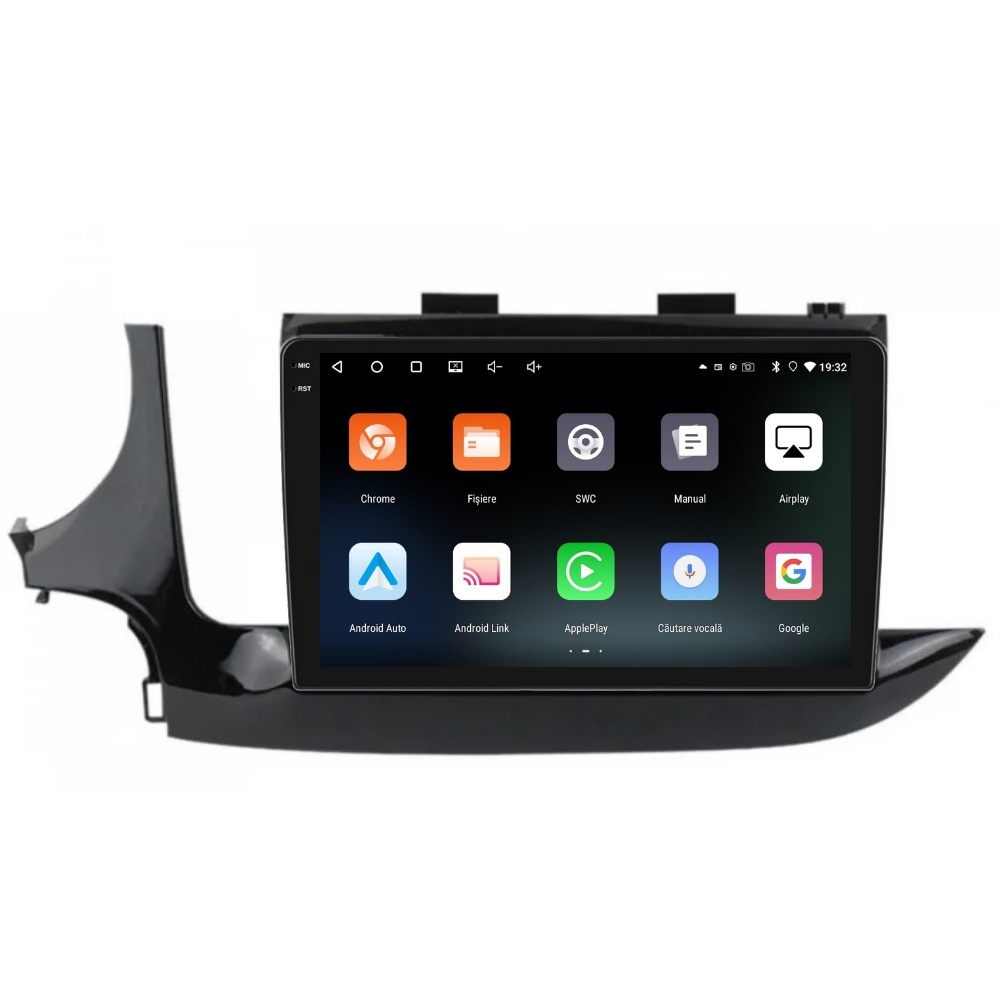 MIC
19:32
RST
Chrome
Fișiere
SWC
Manual
Airplay
Android Auto
Android Link
ApplePlay
Căutare vocală
Google